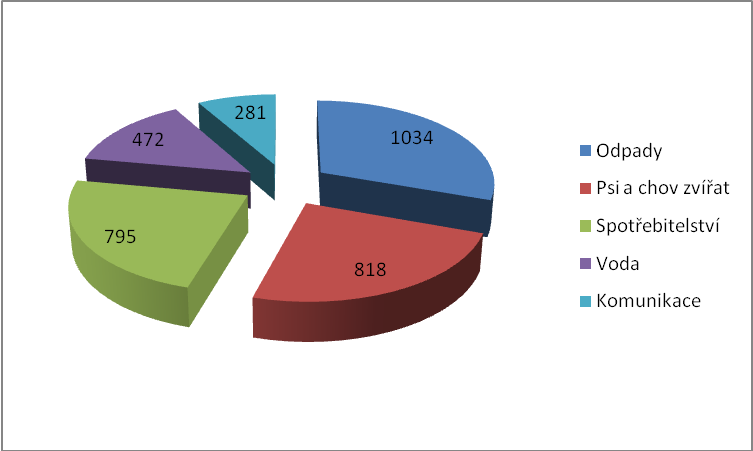 281
1034
472
795
818
Odpady
Psi a chov zvířat
Spotřebitelství
Voda
Komunikace